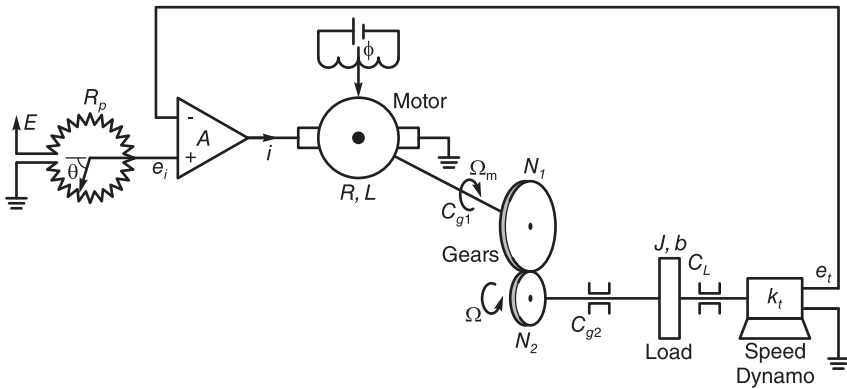 ϕ
R_p
Motor
E
-
A
+
θ
e_i
i
R, L
Ω_m
N_1
C_g1
Gears
J, b
C_L
e_t
k_t
Ω
N_2
C_g2
Load
Speed
Dynamo